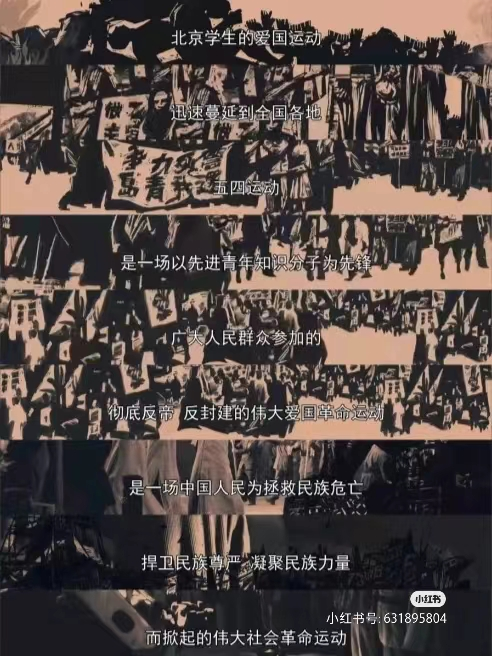 北京学生的爱国运动
迅速蔓延到全国各地
五四运动
是一场以先进青年知识分子为先锋
广大人民群众参加的
彻底反帝 反封建的伟大爱国革命运动
是一场中国人民为拯救民族危亡
捍卫民族尊严 凝聚民族力量
小红书
小红书号: 631895804
而掀起的伟大社会革命运动